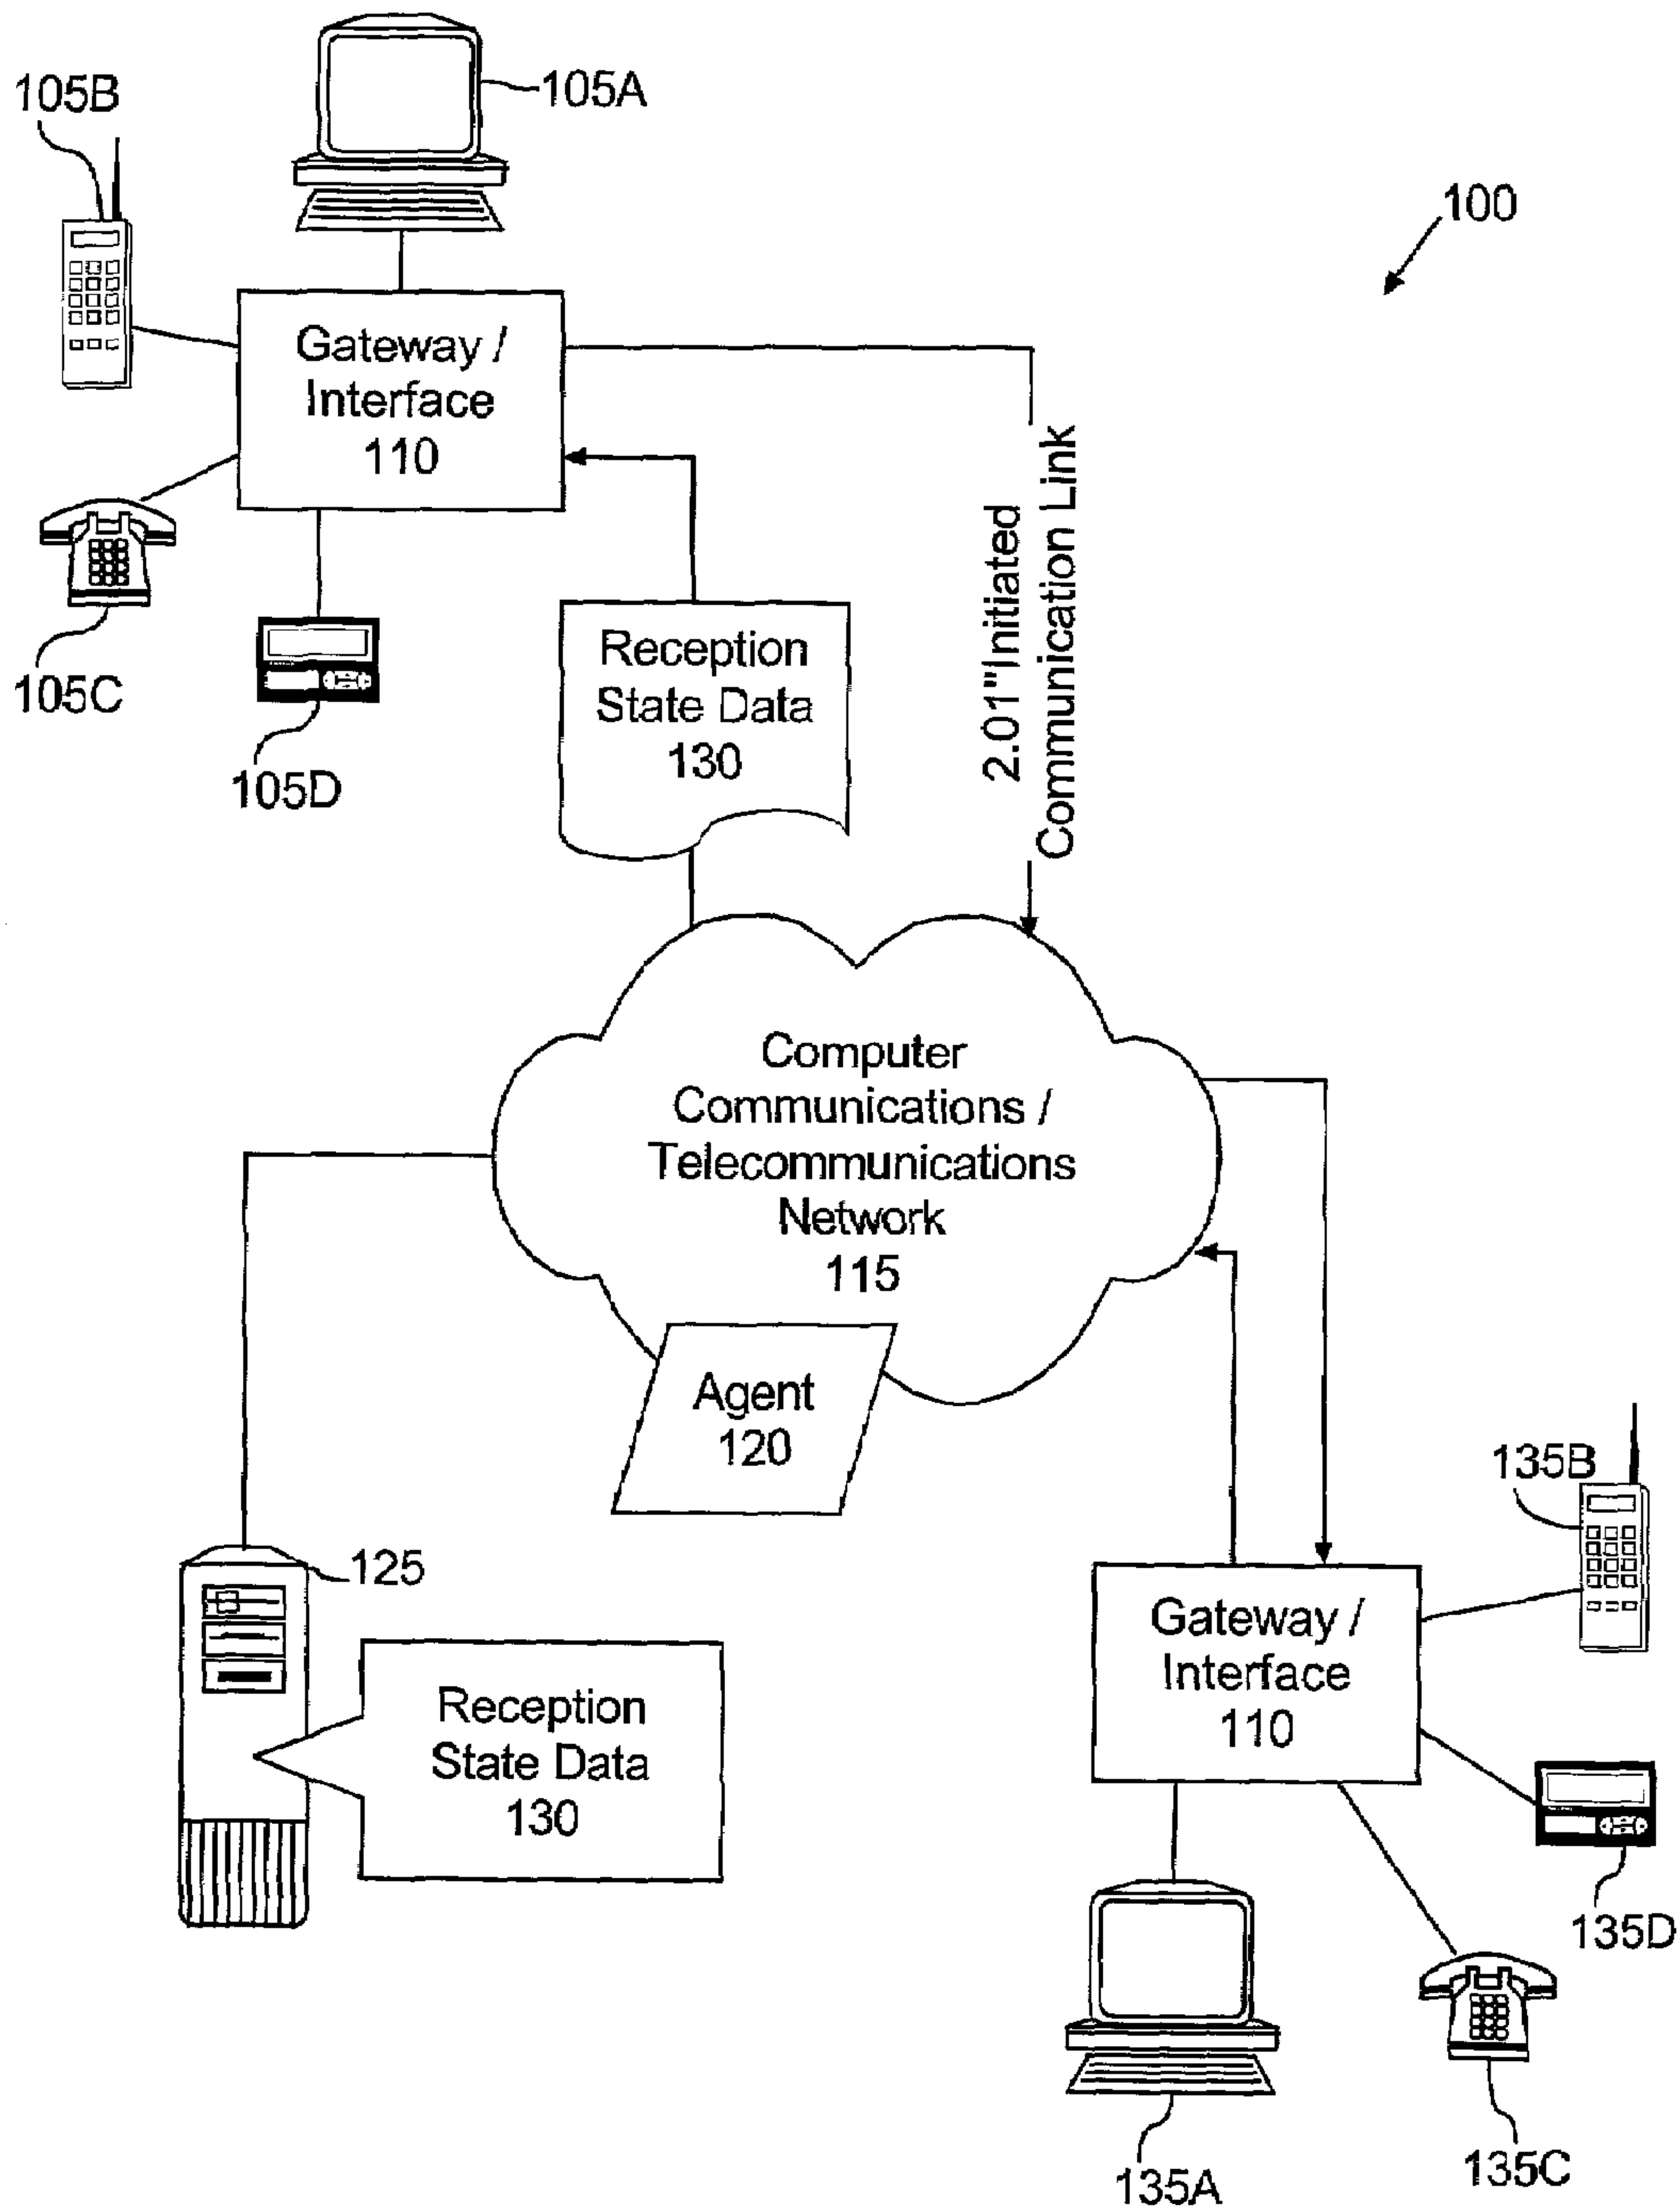 105B
105A
100
Gateway /
Interface
110
105C
105D
Reception
State Data
130
2.01"Initiated
Communication Link
Computer
Communications /
Telecommunications
Network
115
Agent
120
125
Reception
State Data
130
135B
Gateway /
Interface
110
135D
135A
135C